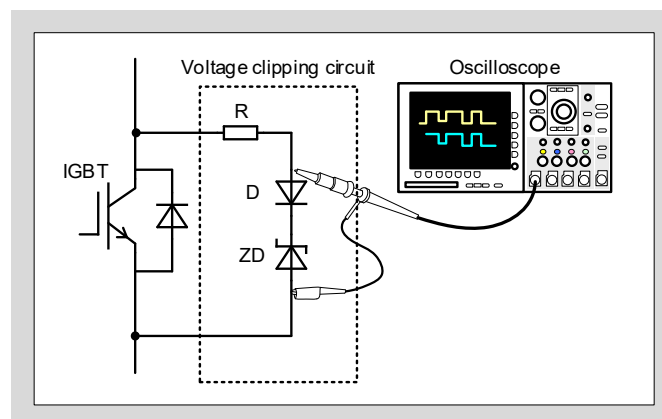 Voltage clipping circuit
Oscilloscope
R
IGBT
D
ZD